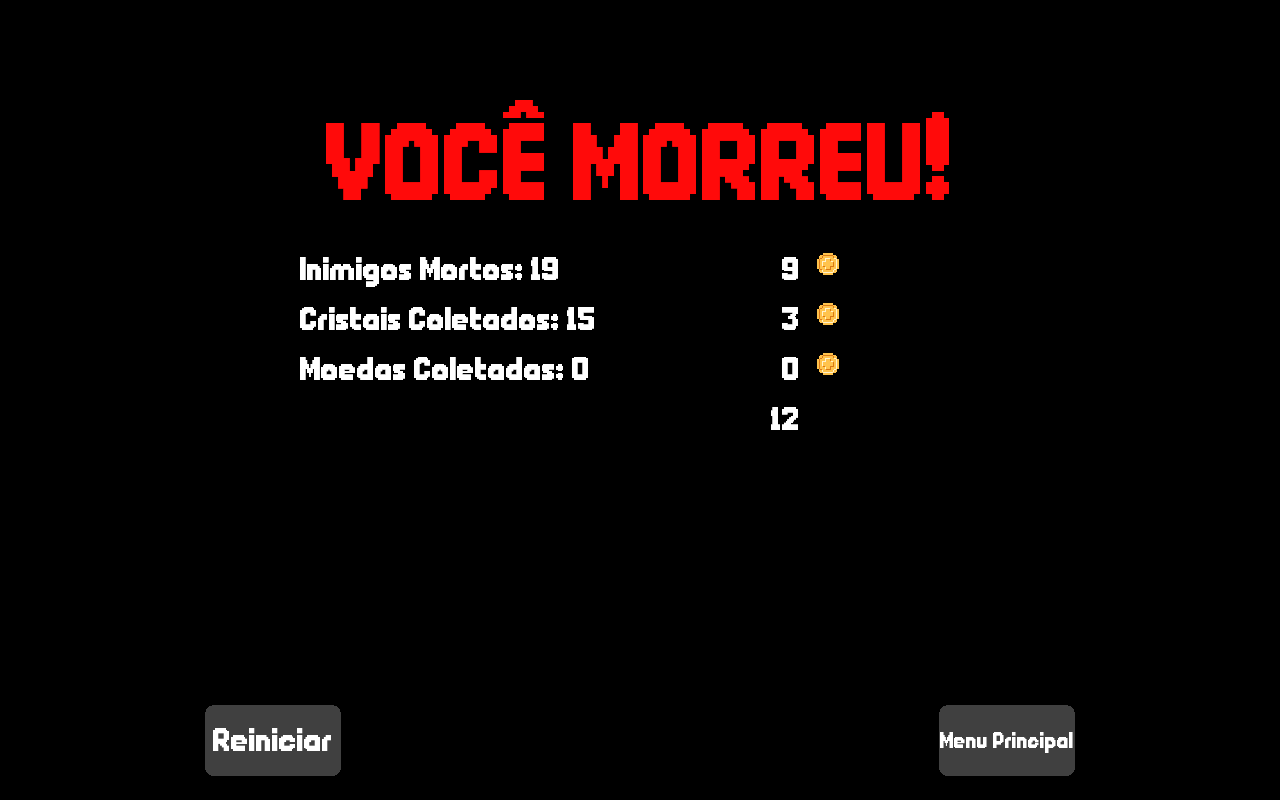 VOCÊ MORREU!
Inimigos Mortos: 19 9
Cristais Coletados: 15 3
Moedas Coletadas: 0 0
12
Reiniciar Menu Principal